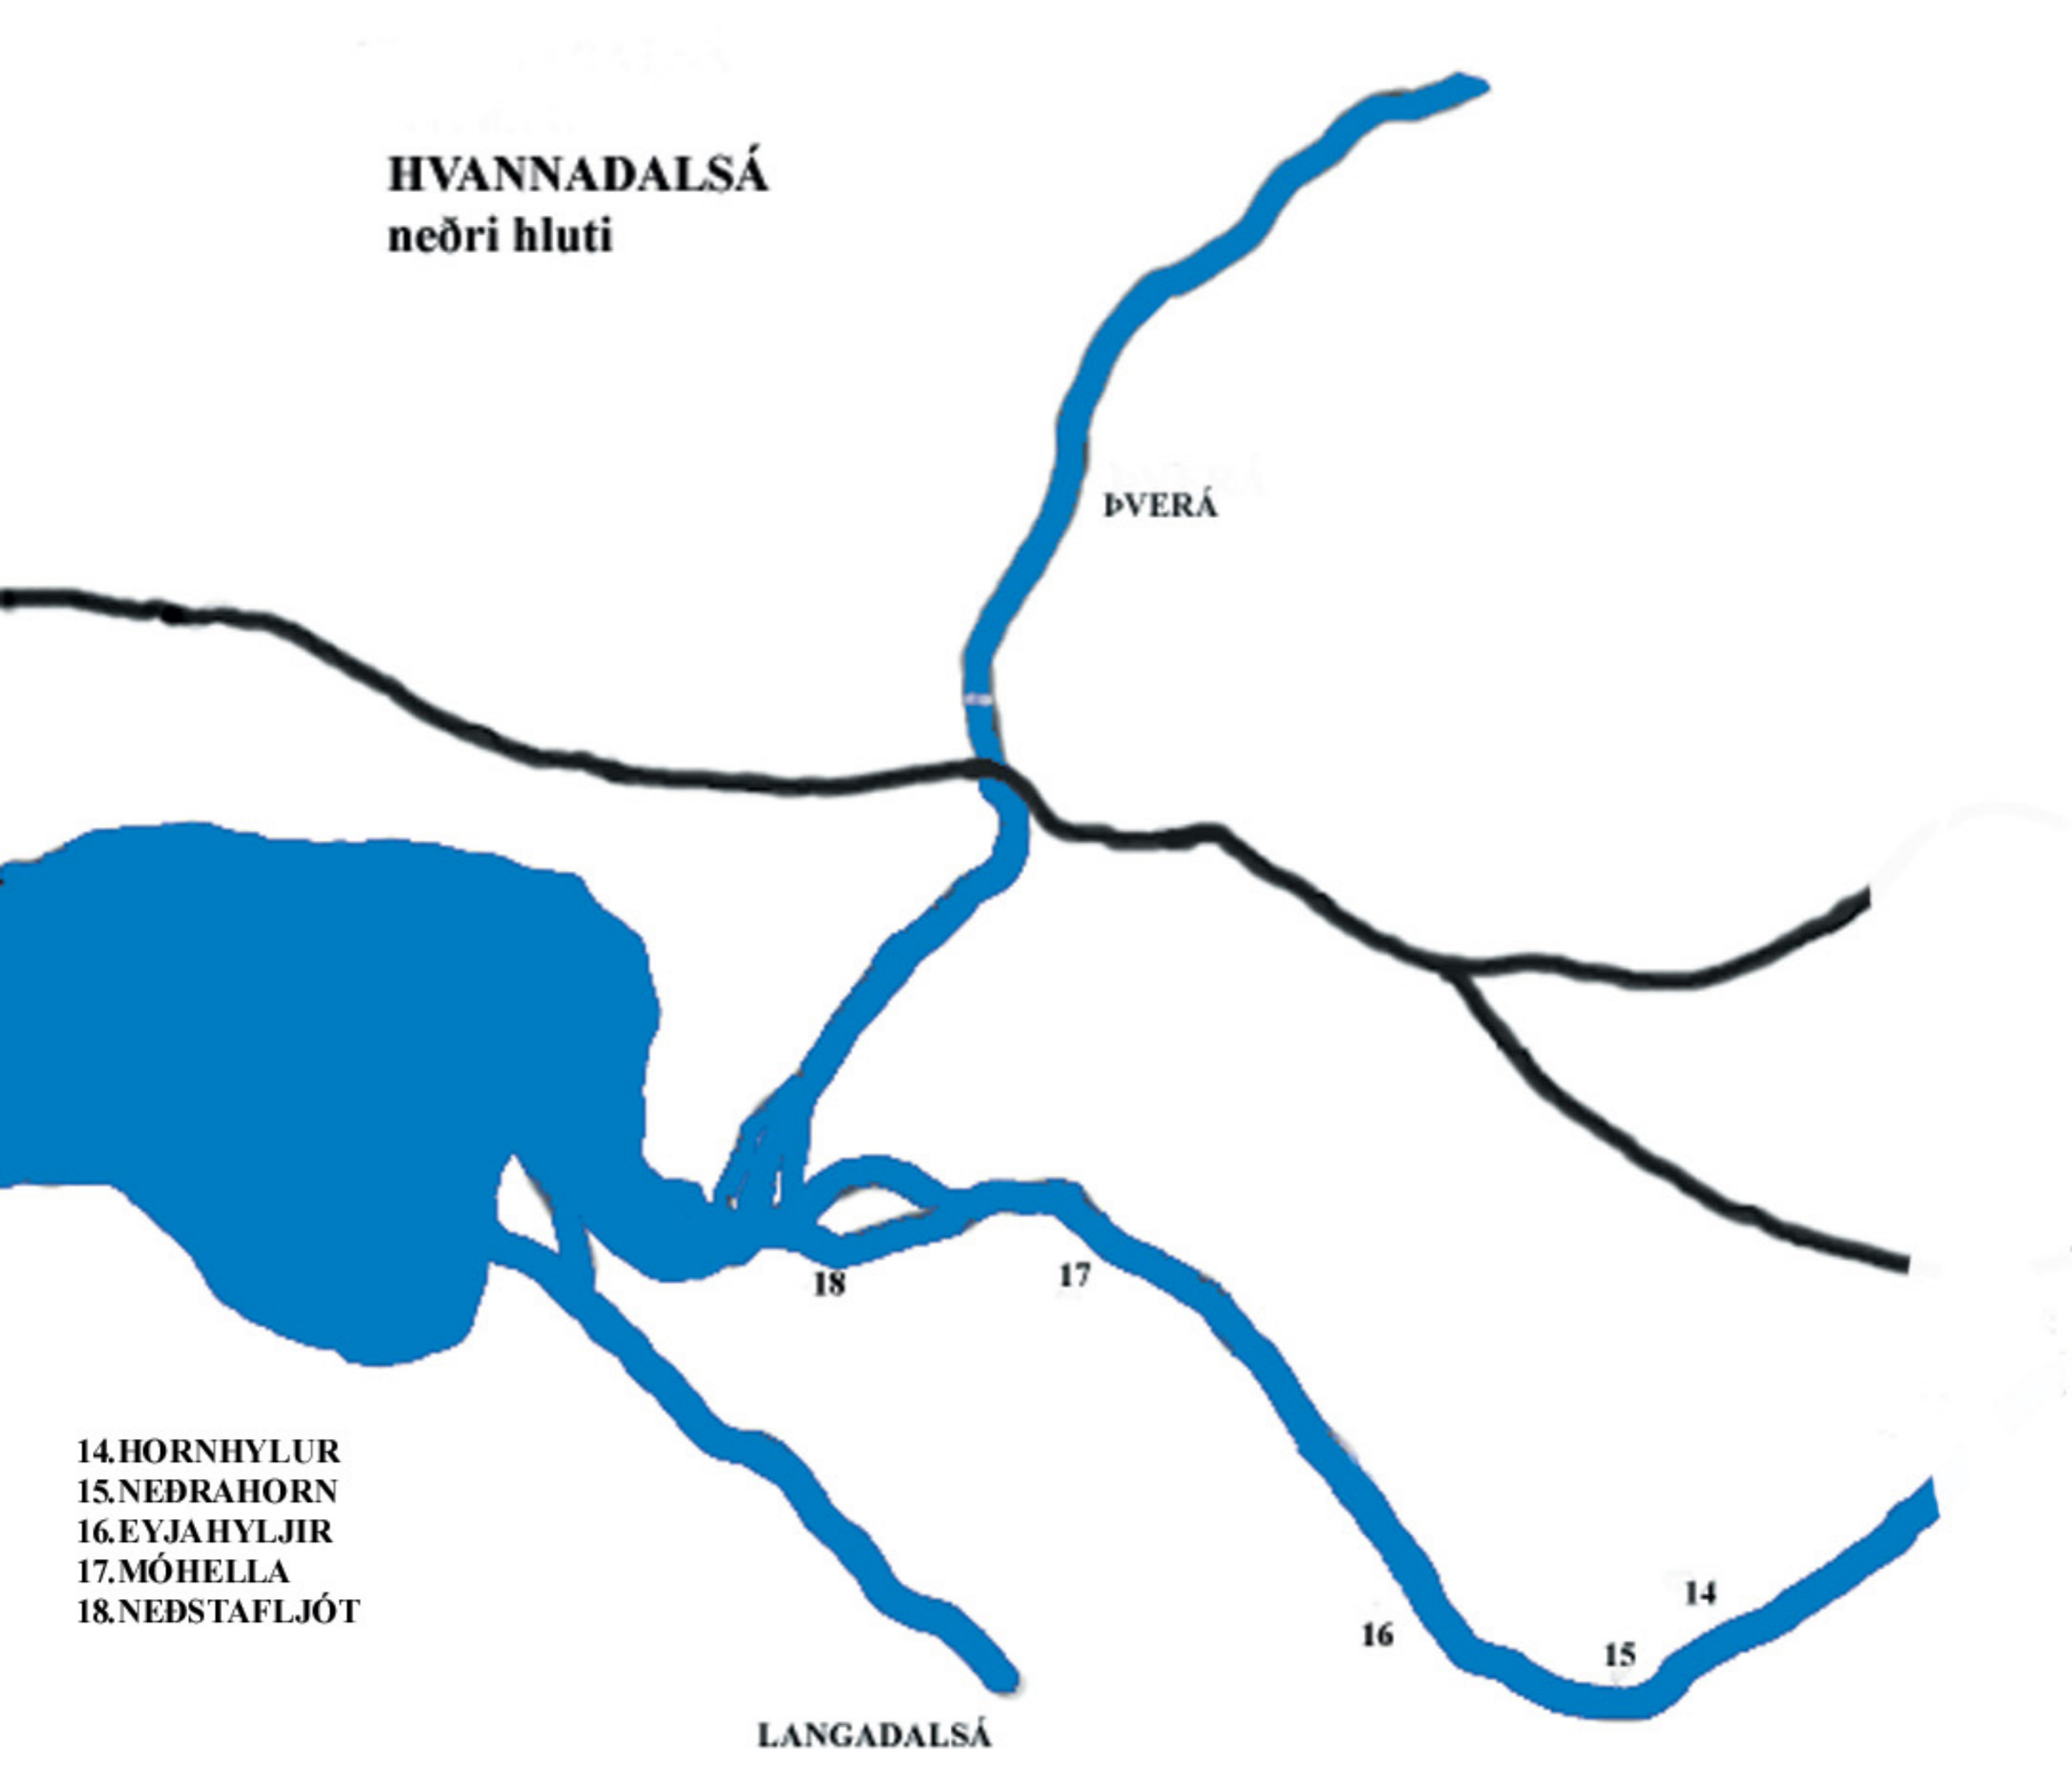 HVANNADALSÁ
neðri hluti
ÞVERÁ
18
17
14.HORNHYLUR
15.NEÐRAHORN
16.EYJAHYLJIR
17.MÓHELLA
18.NEÐSTAFLJÓT
14
16
15
LANGADALSÁ